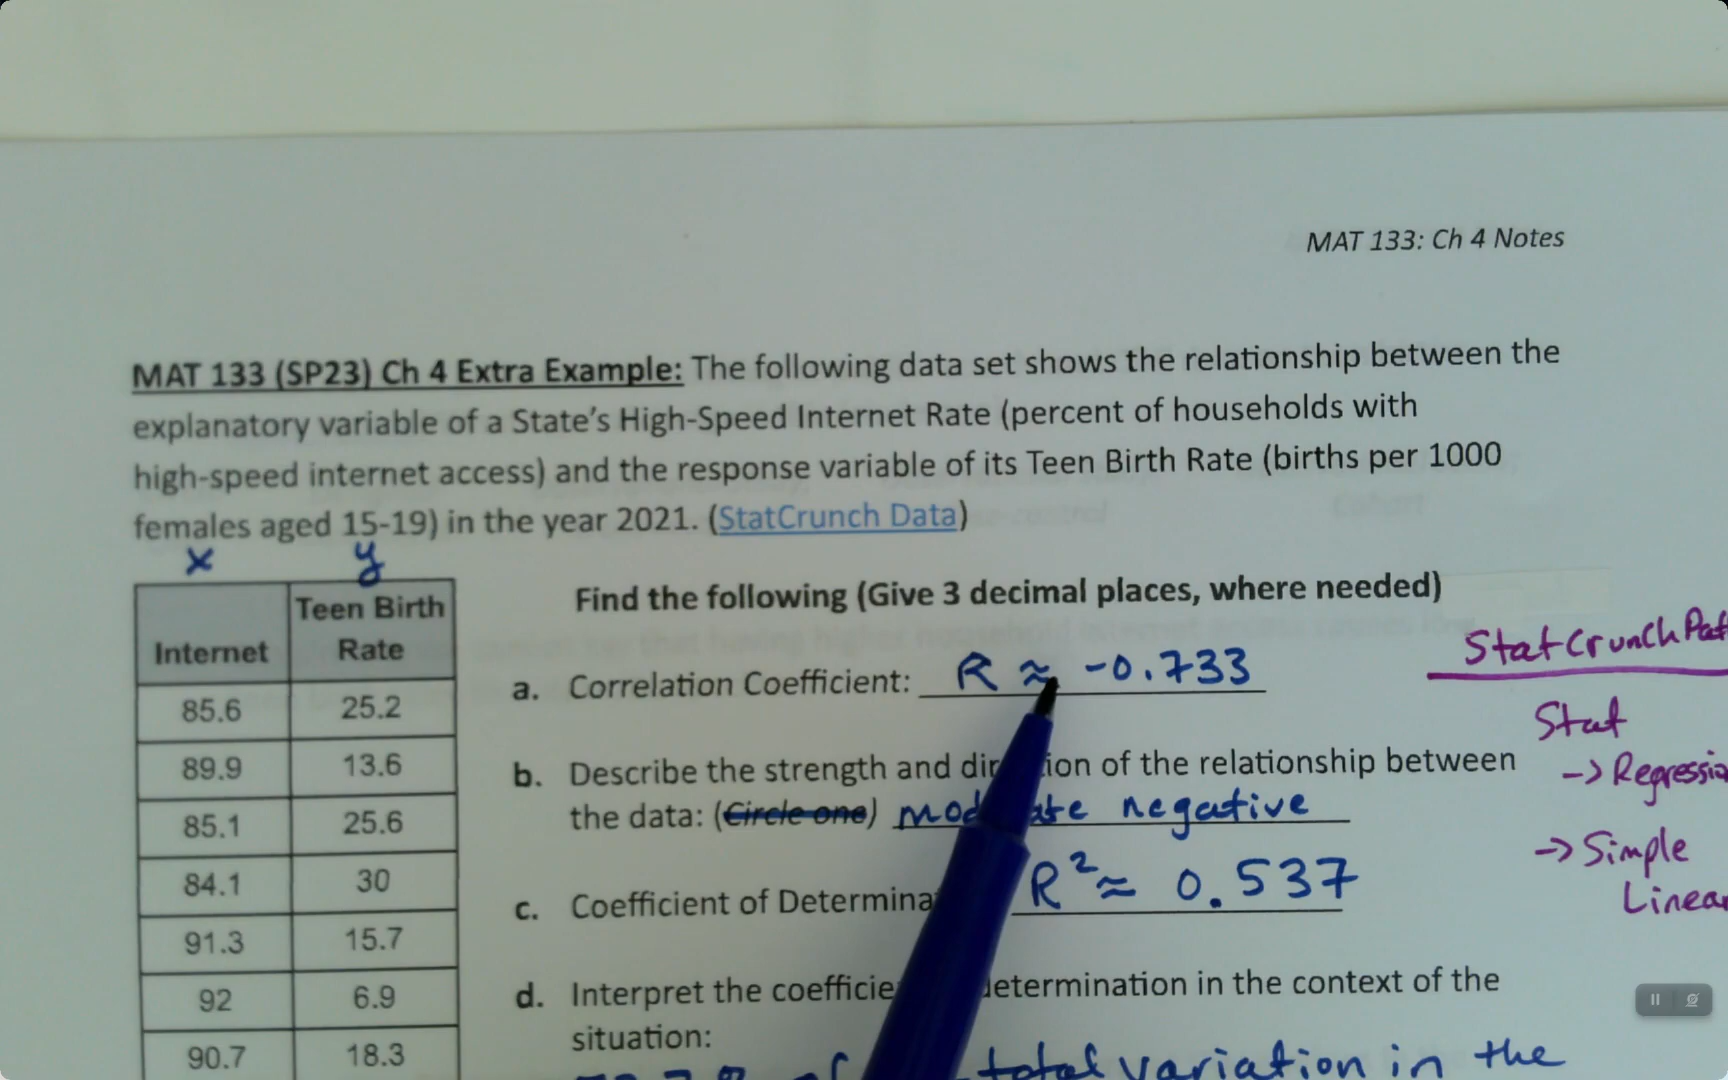 MAT 133: Ch 4 Notes
MAT 133 (SP23) Ch 4 Extra Example: The following data set shows the relationship between the
explanatory variable of a State's High-Speed Internet Rate (percent of households with
high-speed internet access) and the response variable of its Teen Birth Rate (births per 1000
females aged 15-19) in the year 2021. (StatCrunch Data)
x y
Internet Teen Birth Rate
85.6 25.2
89.9 13.6
85.1 25.6
84.1 30
91.3 15.7
92 6.9
90.7 18.3
Find the following (Give 3 decimal places, where needed)
a. Correlation Coefficient: R ≈ -0.733
b. Describe the strength and of the relationship between
the data: (Circle one) negative
c. Coefficient of R² ≈ 0.537
d. Interpret the determination in the context of the
situation:
total variation in the
StatCrunch
Stat
->
-> Simple